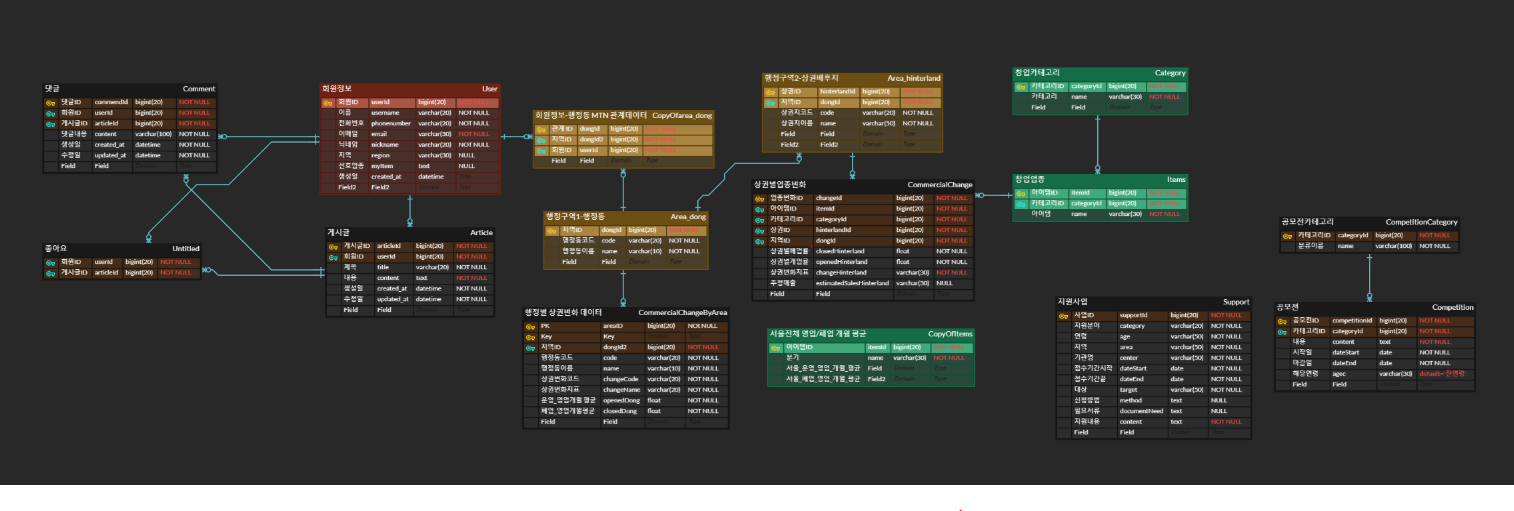 댓글 Comment
댓글ID commendId bigint(20) NOT NULL
회원ID userId bigint(20) NOT NULL
게시글ID articleId bigint(20) NOT NULL
댓글내용 content varchar(100) NOT NULL
생성일 created_at datetime NOT NULL
수정일 updated_at datetime NOT NULL
Field Field
회원정보 User
회원ID userId bigint(20)
이름 username varchar(20) NOT NULL
전화번호 phonenumber varchar(20) NOT NULL
이메일 email varchar(30) NOT NULL
닉네임 nickname varchar(20) NOT NULL
지역 region varchar(30) NULL
선호업종 myItem text NULL
생성일 created_at datetime Type
Field2 Field2 Domain Type
좋아요 Untitled
회원ID userId bigint(20) NOT NULL
게시글ID articleId bigint(20) NOT NULL
게시글 Article
게시글ID articleId bigint(20) NOT NULL
회원ID userId bigint(20) NOT NULL
제목 title varchar(20) NOT NULL
내용 content text NOT NULL
생성일 created_at datetime NOT NULL
수정일 updated_at datetime NOT NULL
Field Field
회원정보-행정동 MTN 관계데이터 CopyOfarea_dong
관계 ID dongId bigint(20) NOT NULL
지역ID dongId2 bigint(20) NOT NULL
회원ID userId bigint(20) NOT NULL
Field Field Domain Type
행정구역1-행정동 Area_dong
지역ID dongId bigint(20) NOT NULL
행정동코드 code varchar(20) NOT NULL
행정동이름 name varchar(10) NOT NULL
Field Field Domain Type
행정별 상권변화 데이터 CommercialChangeByArea
PK areaID bigint(20) NOT NULL
Key Key
지역ID dongId2 bigint(20) NOT NULL
행정동코드 code varchar(20) NOT NULL
행정동이름 name varchar(10) NOT NULL
상권변화코드 changeCode varchar(20) NOT NULL
상권변화지표 changeName varchar(20) NOT NULL
운영_영업개월 평균 openedDong float NOT NULL
폐업_영업개월평균 closedDong float NOT NULL
Field Field
행정구역2-상권배후지 Area_hinterland
상권ID hinterlandId bigint(20) NOT NULL
지역ID dongId bigint(20) NOT NULL
상권지코드 code varchar(20) NOT NULL
상권지이름 name varchar(50) NOT NULL
Field Field Domain Type
Field2 Field2 Domain Type
상권별업종변화 CommercialChange
업종변화ID changeId bigint(20) NOT NULL
아이템ID itemId bigint(20) NOT NULL
카테고리ID categoryId bigint(20) NOT NULL
상권ID hinterlandId bigint(20) NOT NULL
지역ID dongId bigint(20) NOT NULL
상권별폐업률 closedHinterland float NOT NULL
상권별개업률 openedHinterland float NOT NULL
상권변화지표 changeHinterland varchar(30) NOT NULL
추정매출 estimatedSalesHinterland varchar(30) NULL
Field Field Domain Type
서울전체 영업/폐업 개월 평균 CopyOfItems
아이템ID itemId bigint(20) NOT NULL
분기 name varchar(30) NOT NULL
서울_운영_영업_개월_평균 Field Domain Type
서울_폐업_영업_개월_평균 Field2 Domain Type
창업카테고리 Category
카테고리ID categoryId bigint(20) NOT NULL
카테고리 name varchar(30) NOT NULL
Field Field Domain Type
창업업종 Items
아이템ID itemId bigint(20) NOT NULL
카테고리ID categoryId bigint(20) NOT NULL
아이템 name varchar(30) NOT NULL
지원사업 Support
사업ID supportId bigint(20) NOT NULL
지원분야 category varchar(20) NOT NULL
연령 age varchar(50) NOT NULL
지역 area varchar(50) NOT NULL
기관명 center varchar(50) NOT NULL
접수기간시작 dateStart date NOT NULL
접수기간끝 dateEnd date NOT NULL
대상 target varchar(50) NOT NULL
신청방법 method text NULL
필요서류 documentNeed text NULL
지원내용 content text NOT NULL
Field Field Domain Type
공모전카테고리 CompetitionCategory
카테고리ID categoryId bigint(20) NOT NULL
분류이름 name varchar(100) NOT NULL
공모전 Competition
공모전ID competitionId bigint(20) NOT NULL
카테고리ID categoryId bigint(20) NOT NULL
내용 content text NOT NULL
시작일 dateStart date NOT NULL
마감일 dateEnd date NOT NULL
해당연령 agec varchar(30) default='전연령'
Field Field Domain Type